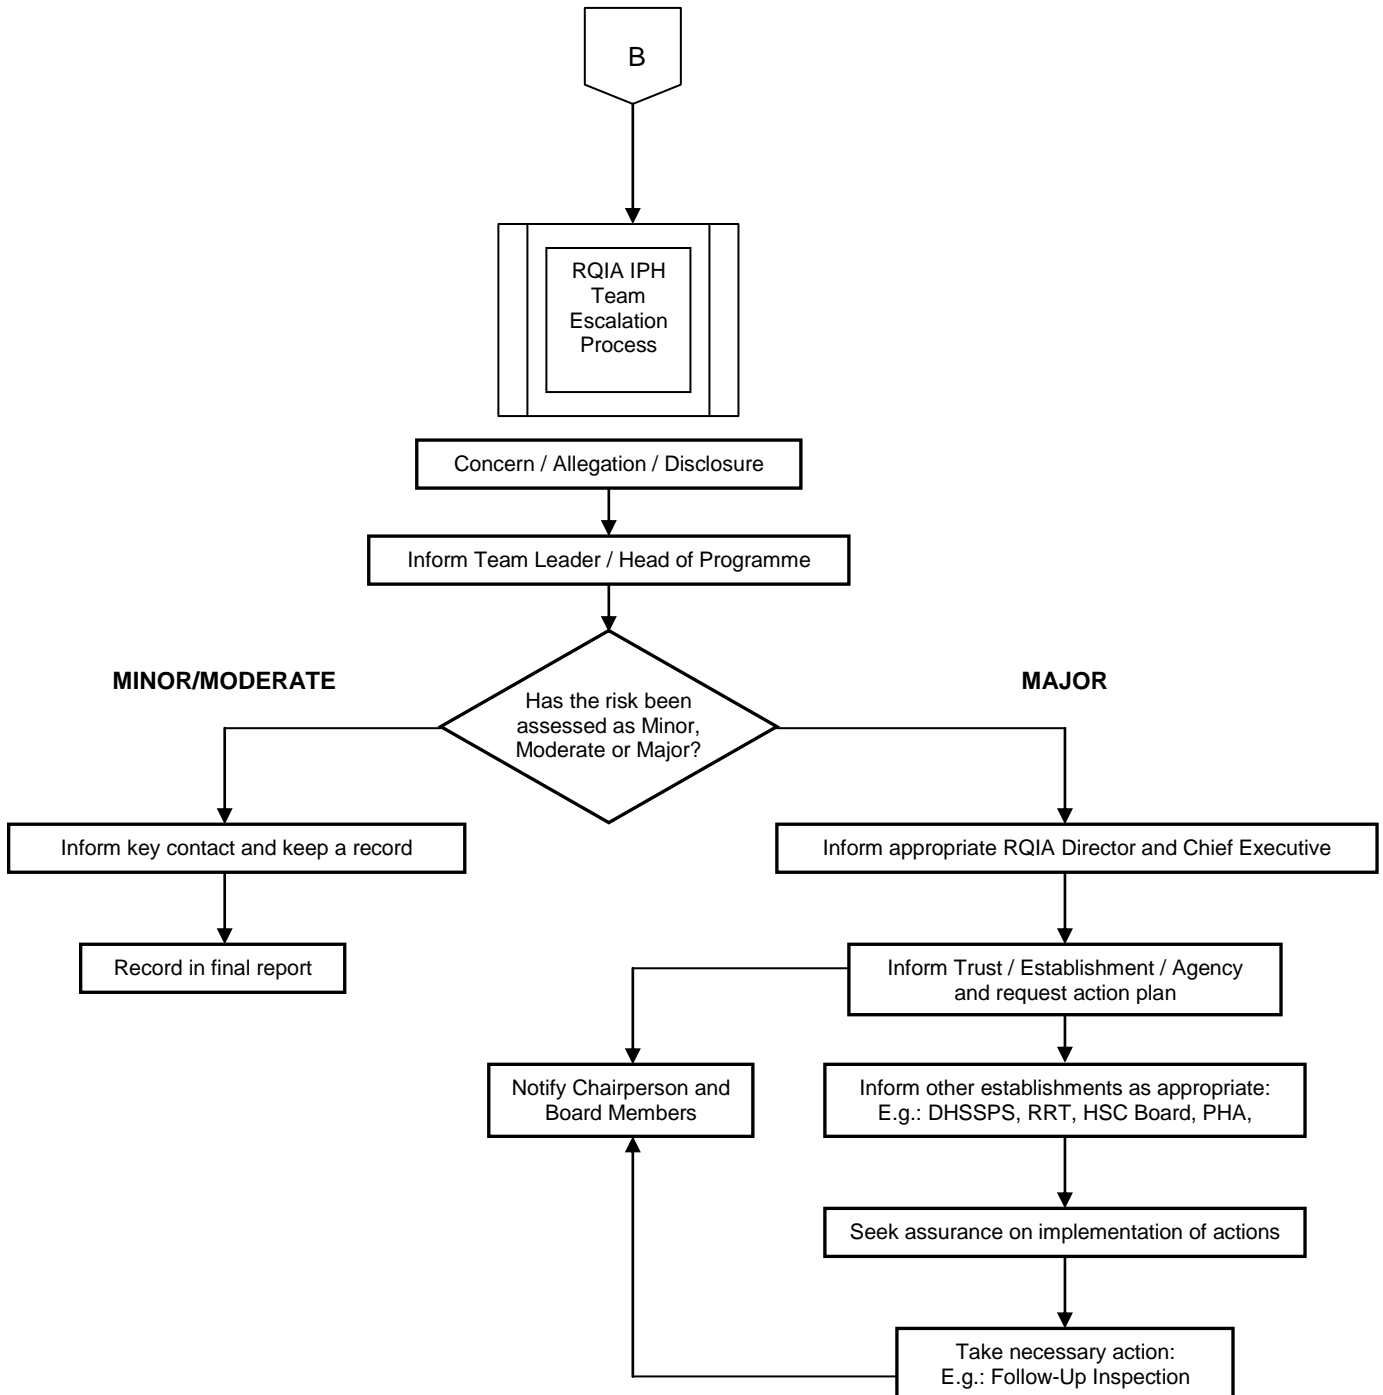 B
RQIA IPH
Team
Escalation
Process
Concern / Allegation / Disclosure
Inform Team Leader / Head of Programme
MINOR/MODERATE
MAJOR
Has the risk been
assessed as Minor,
Moderate or Major?
Inform key contact and keep a record
Inform appropriate RQIA Director and Chief Executive
Record in final report
Inform Trust / Establishment / Agency
and request action plan
Notify Chairperson and
Board Members
Inform other establishments as appropriate:
E.g.: DHSSPS, RRT, HSC Board, PHA,
Seek assurance on implementation of actions
Take necessary action:
E.g.: Follow-Up Inspection